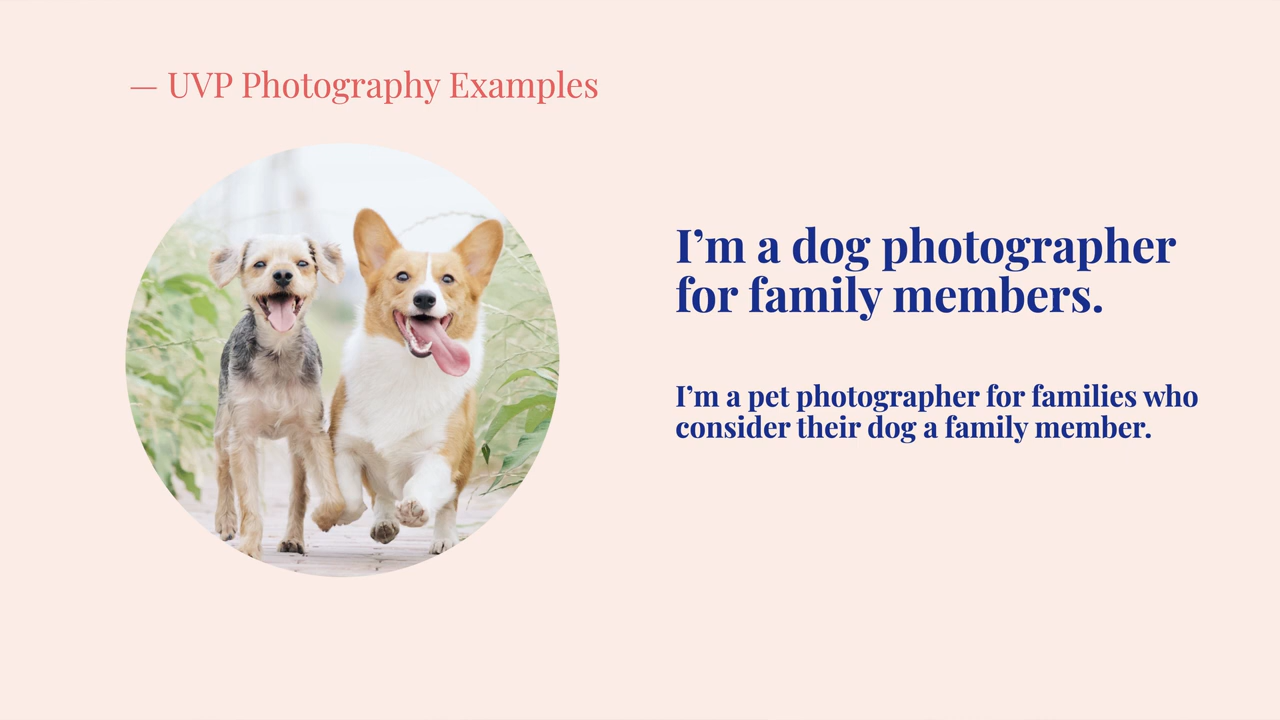 — UVP Photography Examples
I’m a dog photographer
for family members.
I’m a pet photographer for families who
consider their dog a family member.